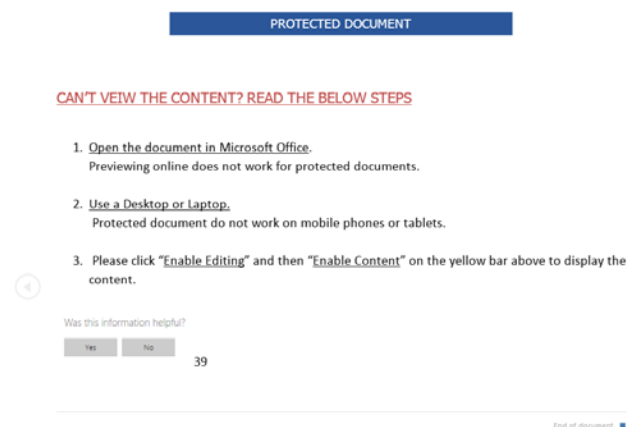 PROTECTED DOCUMENT
CAN'T VEIW THE CONTENT? READ THE BELOW STEPS
1. Open the document in Microsoft Office.
Previewing online does not work for protected documents.
2. Use a Desktop or Laptop.
Protected document do not work on mobile phones or tablets.
3. Please click “Enable Editing” and then “Enable Content” on the yellow bar above to display the
content.
Was this information helpful?
Yes No
39
End of document